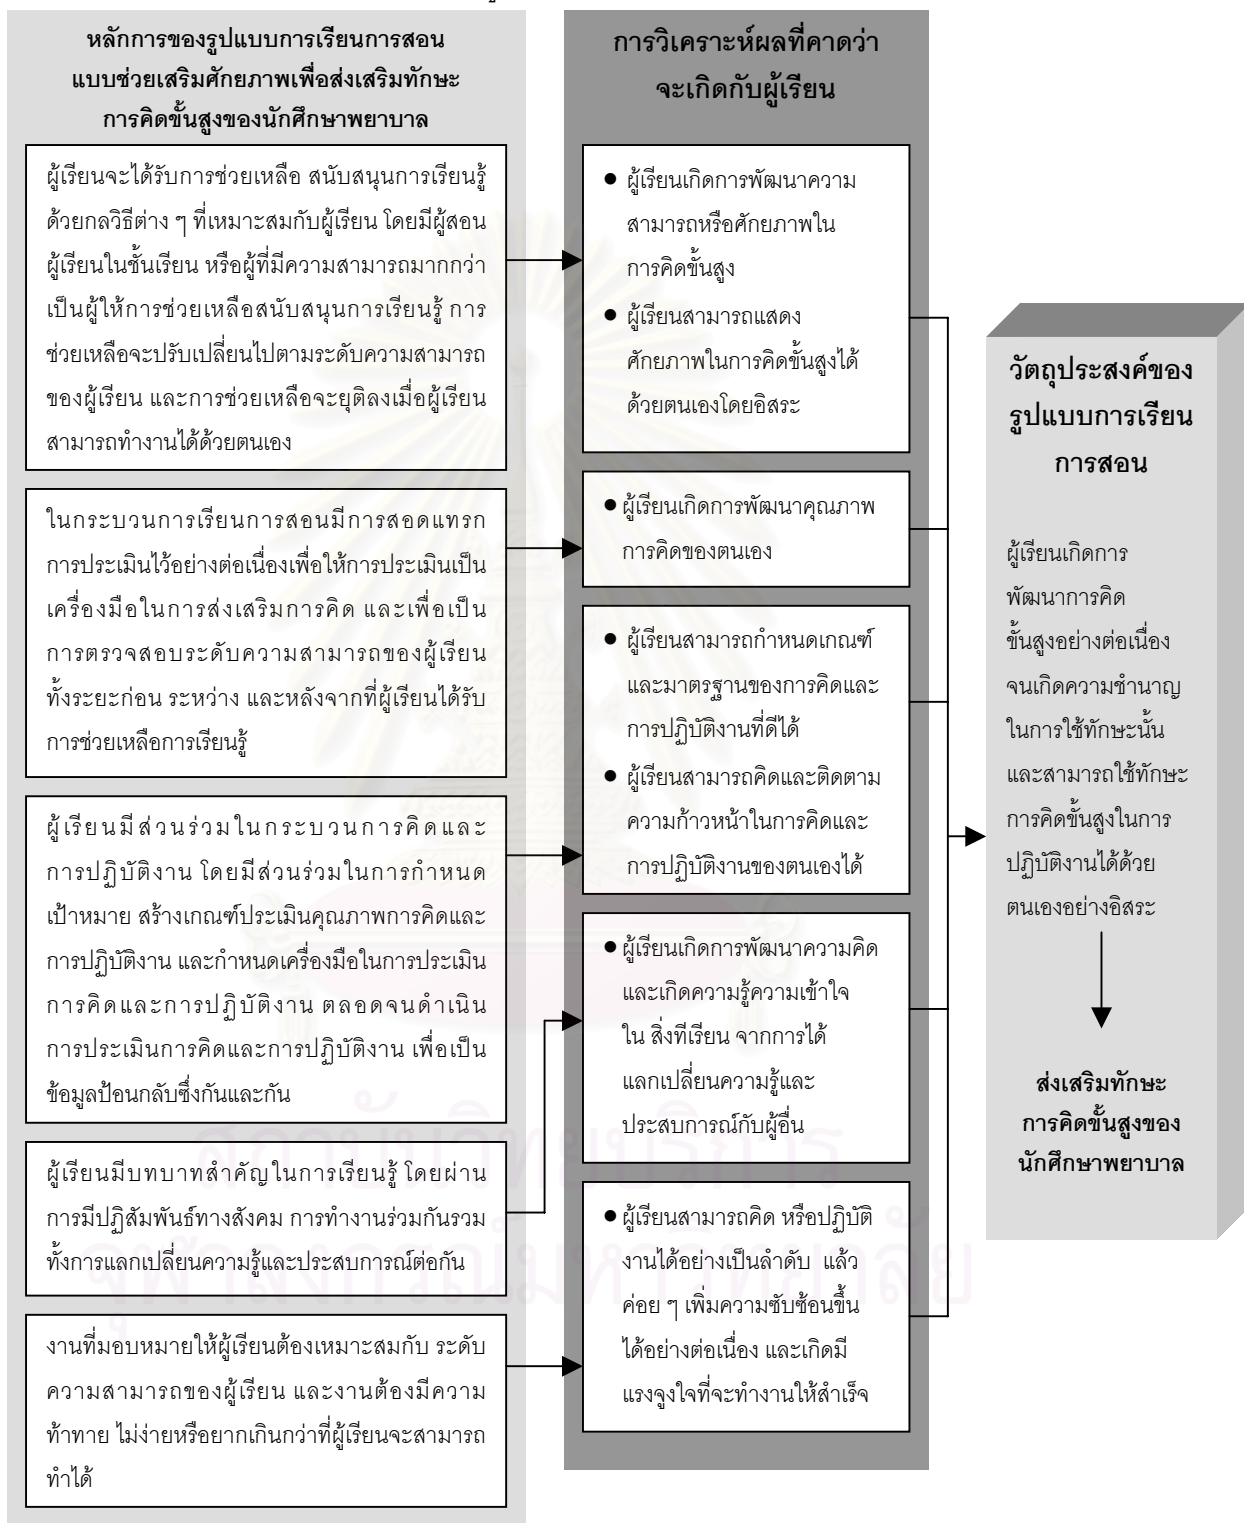 หลักการของรูปแบบการเรียนการสอน
แบบช่วยเสริมศักยภาพเพื่อส่งเสริมทักษะ
การคิดขั้นสูงของนักศึกษาพยาบาล
ผู้เรียนจะได้รับการช่วยเหลือ สนับสนุนการเรียนรู้
ด้วยกลวิธีต่าง ๆ ที่เหมาะสมกับผู้เรียน โดยมีผู้สอน
ผู้เรียนในชั้นเรียน หรือผู้ที่มีความสามารถมากกว่า
เป็นผู้ให้การช่วยเหลือสนับสนุนการเรียนรู้ การ
ช่วยเหลือจะปรับเปลี่ยนไปตามระดับความสามารถ
ของผู้เรียน และการช่วยเหลือจะยุติลงเมื่อผู้เรียน
สามารถทำงานได้ด้วยตนเอง
ในกระบวนการเรียนการสอนมีการสอดแทรก
การประเมินไว้อย่างต่อเนื่องเพื่อให้การประเมินเป็น
เครื่องมือในการส่งเสริมการคิด และเพื่อเป็น
การตรวจสอบระดับความสามารถของผู้เรียน
ทั้งระยะก่อน ระหว่าง และหลังจากที่ผู้เรียนได้รับ
การช่วยเหลือการเรียนรู้
ผู้เรียนมีส่วนร่วมในกระบวนการคิดและ
การปฏิบัติงาน โดยมีส่วนร่วมในการกำหนด
เป้าหมาย สร้างเกณฑ์ประเมินคุณภาพการคิดและ
การปฏิบัติงาน และกำหนดเครื่องมือในการประเมิน
การคิดและการปฏิบัติงาน ตลอดจนดำเนิน
การประเมินการคิดและการปฏิบัติงาน เพื่อเป็น
ข้อมูลป้อนกลับซึ่งกันและกัน
ผู้เรียนมีบทบาทสำคัญในการเรียนรู้ โดยผ่าน
การมีปฏิสัมพันธ์ทางสังคม การทำงานร่วมกันรวม
ทั้งการแลกเปลี่ยนความรู้และประสบการณ์ต่อกัน
งานที่มอบหมายให้ผู้เรียนต้องเหมาะสมกับ ระดับ
ความสามารถของผู้เรียน และงานต้องมีความ
ท้าทาย ไม่ง่ายหรือยากเกินกว่าที่ผู้เรียนจะสามารถ
ทำได้
การวิเคราะห์ผลที่คาดว่า
จะเกิดกับผู้เรียน
● ผู้เรียนเกิดการพัฒนาความ
สามารถหรือศักยภาพใน
การคิดขั้นสูง
● ผู้เรียนสามารถแสดง
ศักยภาพในการคิดขั้นสูงได้
ด้วยตนเองโดยอิสระ
● ผู้เรียนเกิดการพัฒนาคุณภาพ
การคิดของตนเอง
● ผู้เรียนสามารถกำหนดเกณฑ์
และมาตรฐานของการคิดและ
การปฏิบัติงานที่ดีได้
● ผู้เรียนสามารถคิดและติดตาม
ความก้าวหน้าในการคิดและ
การปฏิบัติงานของตนเองได้
● ผู้เรียนเกิดการพัฒนาความคิด
และเกิดความรู้ความเข้าใจ
ใน สิ่งที่เรียน จากการได้
แลกเปลี่ยนความรู้และ
ประสบการณ์กับผู้อื่น
● ผู้เรียนสามารถคิด หรือปฏิบัติ
งานได้อย่างเป็นลำดับ แล้ว
ค่อย ๆ เพิ่มความซับซ้อนขึ้น
ได้อย่างต่อเนื่อง และเกิดมี
แรงจูงใจที่จะทำงานให้สำเร็จ
วัตถุประสงค์ของ
รูปแบบการเรียน
การสอน
ผู้เรียนเกิดการ
พัฒนาการคิด
ขั้นสูงอย่างต่อเนื่อง
จนเกิดความชำนาญ
ในการใช้ทักษะนั้น
และสามารถใช้ทักษะ
การคิดขั้นสูงในการ
ปฏิบัติงานได้ด้วย
ตนเองอย่างอิสระ
ส่งเสริมทักษะ
การคิดขั้นสูงของ
นักศึกษาพยาบาล
สถาบันวิทยบริการ
จุฬาลงกรณ์มหาวิทยาลัย